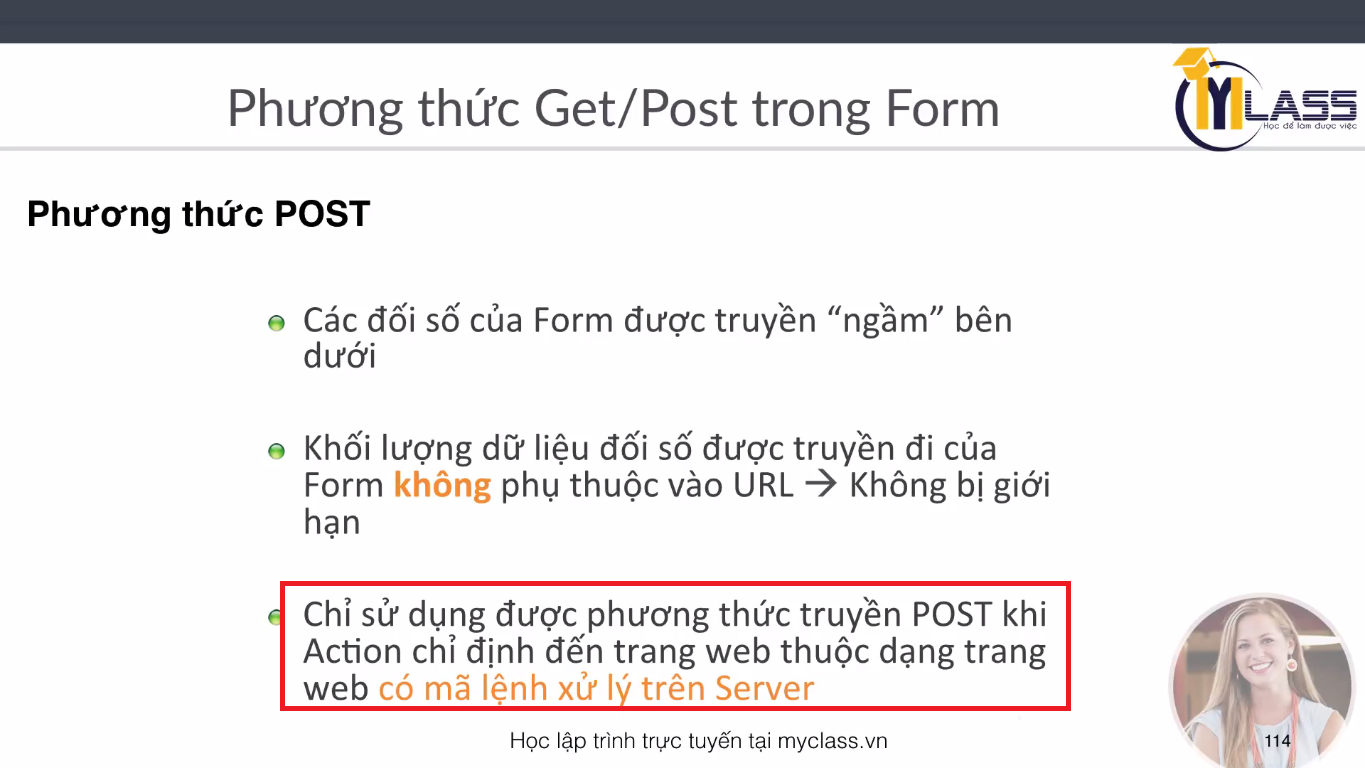 Phương thức Get/Post trong Form
MYLASS
Học để làm được việc
Phương thức POST
Các đối số của Form được truyền “ngầm” bên
dưới
Khối lượng dữ liệu đối số được truyền đi của
Form không phụ thuộc vào URL → Không bị giới
hạn
Chỉ sử dụng được phương thức truyền POST khi
Action chỉ định đến trang web thuộc dạng trang
web có mã lệnh xử lý trên Server
Học lập trình trực tuyến tại myclass.vn
114